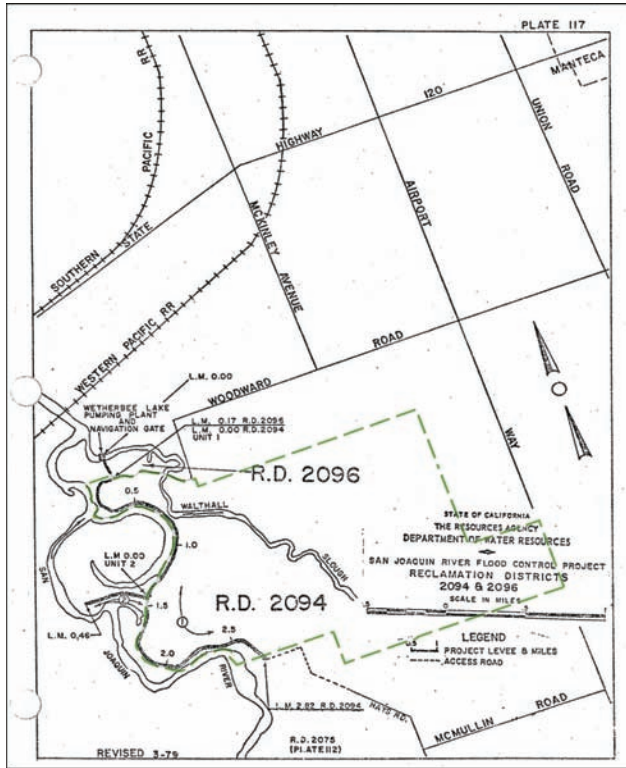 PLATE 117
MANTECA
SOUTHERN PACIFIC RR
STATE HIGHWAY 120
UNION ROAD
AIRPORT WAY
MCKINLEY AVENUE
WESTERN PACIFIC RR
WOODWARD ROAD
L.M. 0.00
WETHERBEE LAKE
PUMPING PLANT
AND
NAVIGATION GATE
L.M. 0.17 R.D. 2096
L.M. 0.00 R.D. 2094
UNIT 1
R.D. 2096
0.5
WALTHALL SLOUGH
1.0
L.M 0.00
UNIT 2
1.5
R.D. 2094
L.M. 0.46
2.0
2.5
SAN JOAQUIN RIVER
L.M. 2.82 R.D. 2094
HAYS RD.
R.D. 2075
(PLATE 112)
MCMULLIN ROAD
STATE OF CALIFORNIA
THE RESOURCES AGENCY
DEPARTMENT OF WATER RESOURCES
SAN JOAQUIN RIVER FLOOD CONTROL PROJECT
RECLAMATION DISTRICTS
2094 & 2096
SCALE IN MILES
LEGEND
PROJECT LEVEE & MILES
ACCESS ROAD
REVISED 3-79